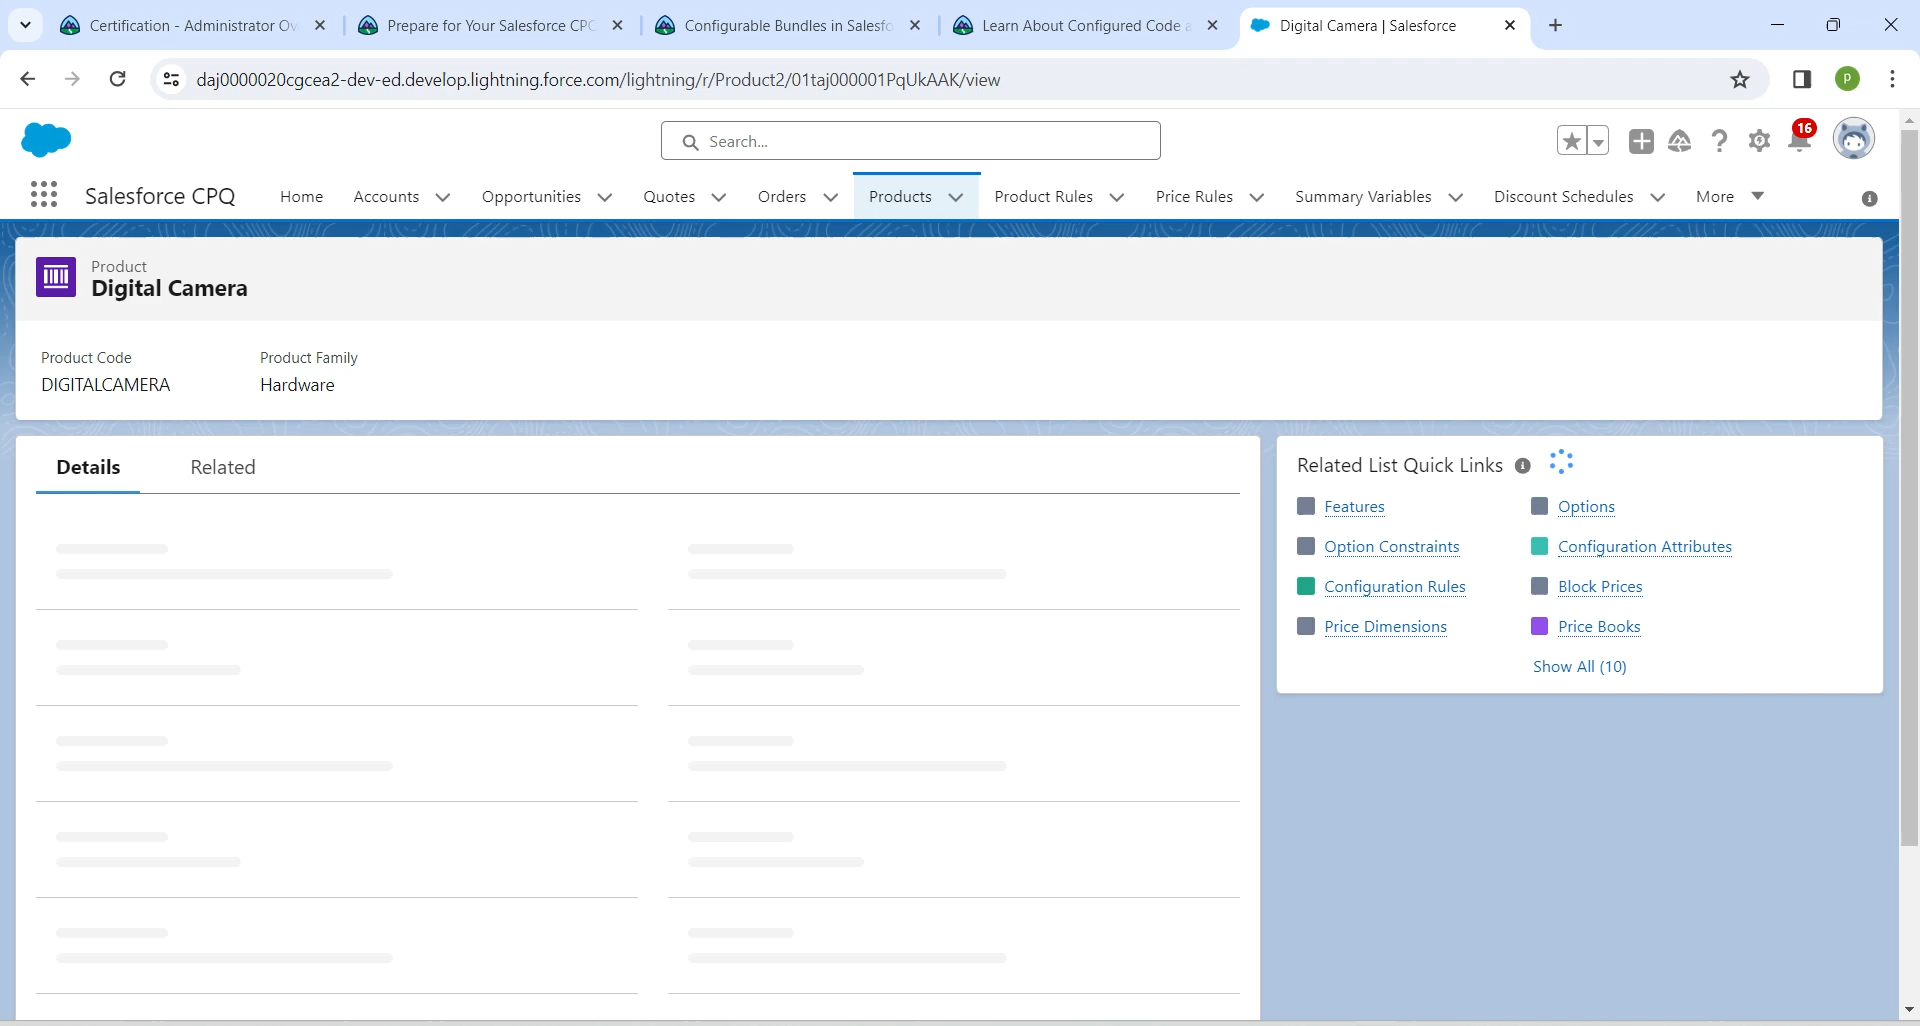 Certification - Administrator Ov
Prepare for Your Salesforce CPC
Configurable Bundles in Salesfo
Learn About Configured Code a
Digital Camera | Salesforce
daj0000020cgcea2-dev-ed.develop.lightning.force.com/lightning/r/Product2/01taj000001PqUkAAK/view
P
Search...
16
Salesforce CPQ
Home
Accounts
Opportunities
Quotes
Orders
Products
Product Rules
Price Rules
Summary Variables
Discount Schedules
More
Product
Digital Camera
Product Code
Product Family
DIGITALCAMERA
Hardware
Details
Related
Related List Quick Links
Features
Options
Option Constraints
Configuration Attributes
Configuration Rules
Block Prices
Price Dimensions
Price Books
Show All (10)